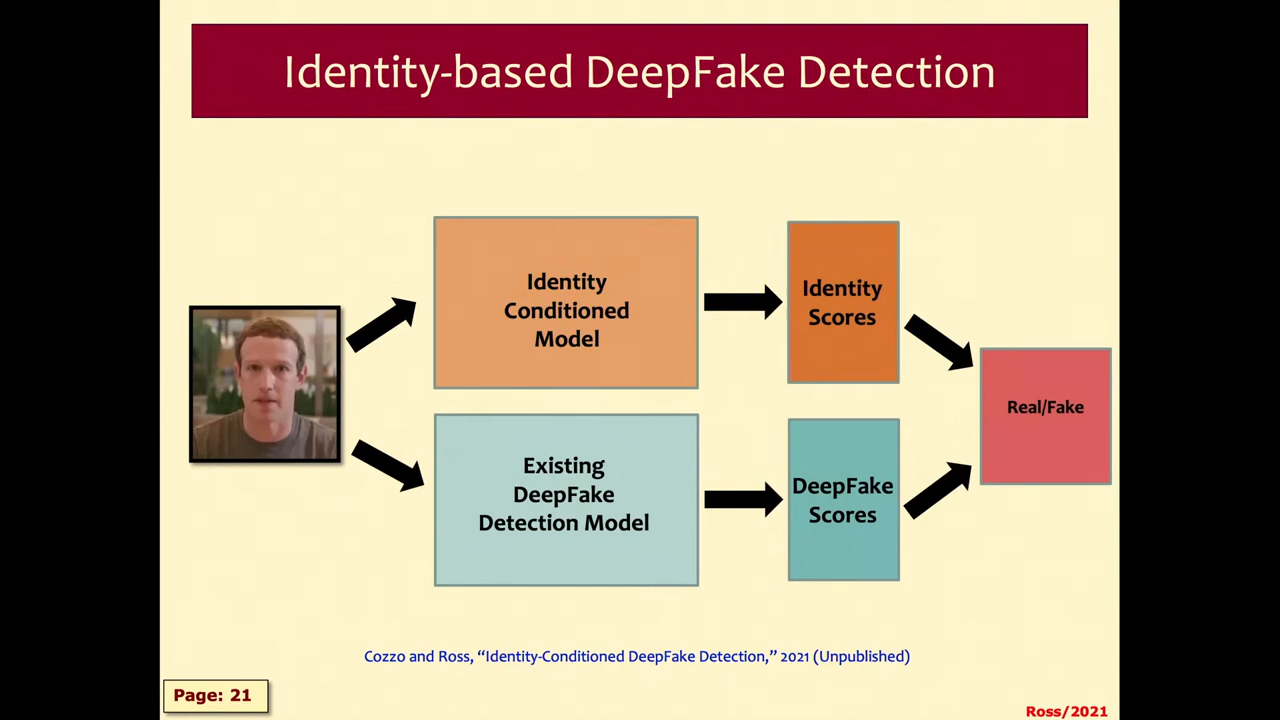 Identity-based DeepFake Detection
Identity
Conditioned
Model
Identity
Scores
Real/Fake
Existing
DeepFake
Detection Model
DeepFake
Scores
Cozzo and Ross, “Identity-Conditioned DeepFake Detection,” 2021 (Unpublished)
Page: 21
Ross/2021